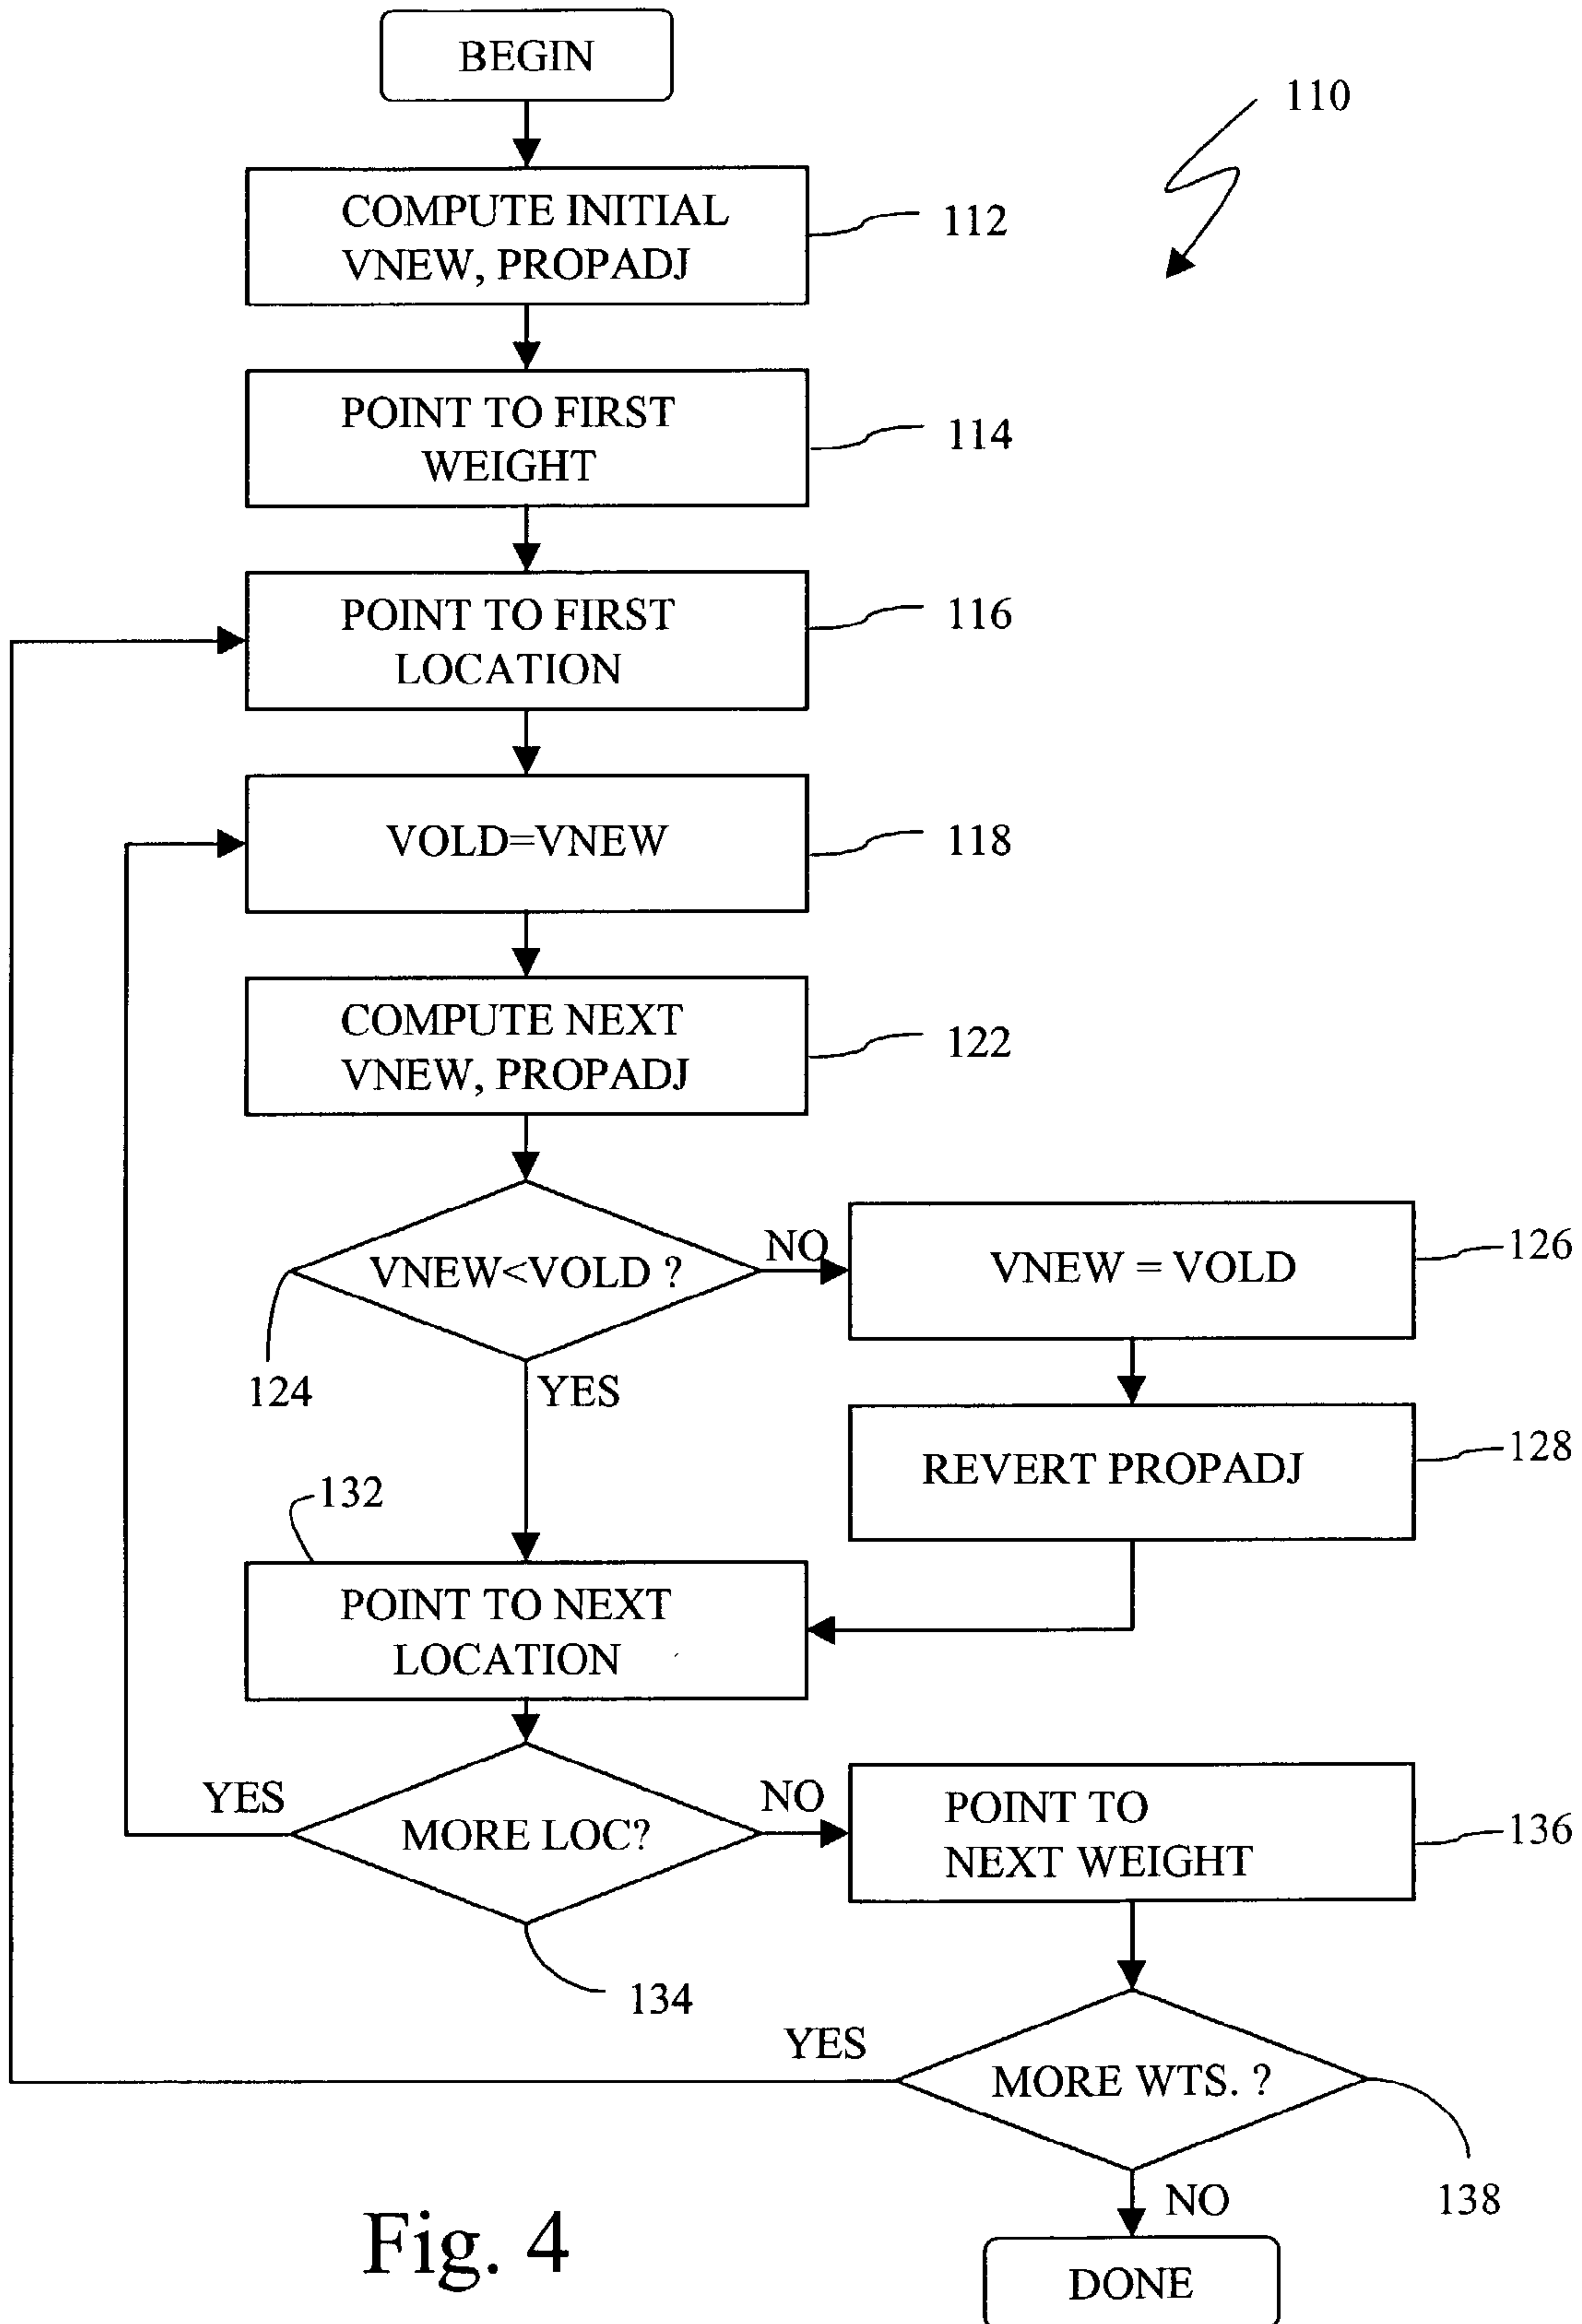 BEGIN
110
COMPUTE INITIAL
VNEW, PROPADJ
112
POINT TO FIRST
WEIGHT
114
POINT TO FIRST
LOCATION
116
VOLD=VNEW
118
COMPUTE NEXT
VNEW, PROPADJ
122
VNEW<VOLD ?
NO
YES
124
VNEW = VOLD
126
REVERT PROPADJ
128
132
POINT TO NEXT
LOCATION
YES
MORE LOC?
NO
134
POINT TO
NEXT WEIGHT
136
YES
MORE WTS. ?
138
NO
DONE
Fig. 4